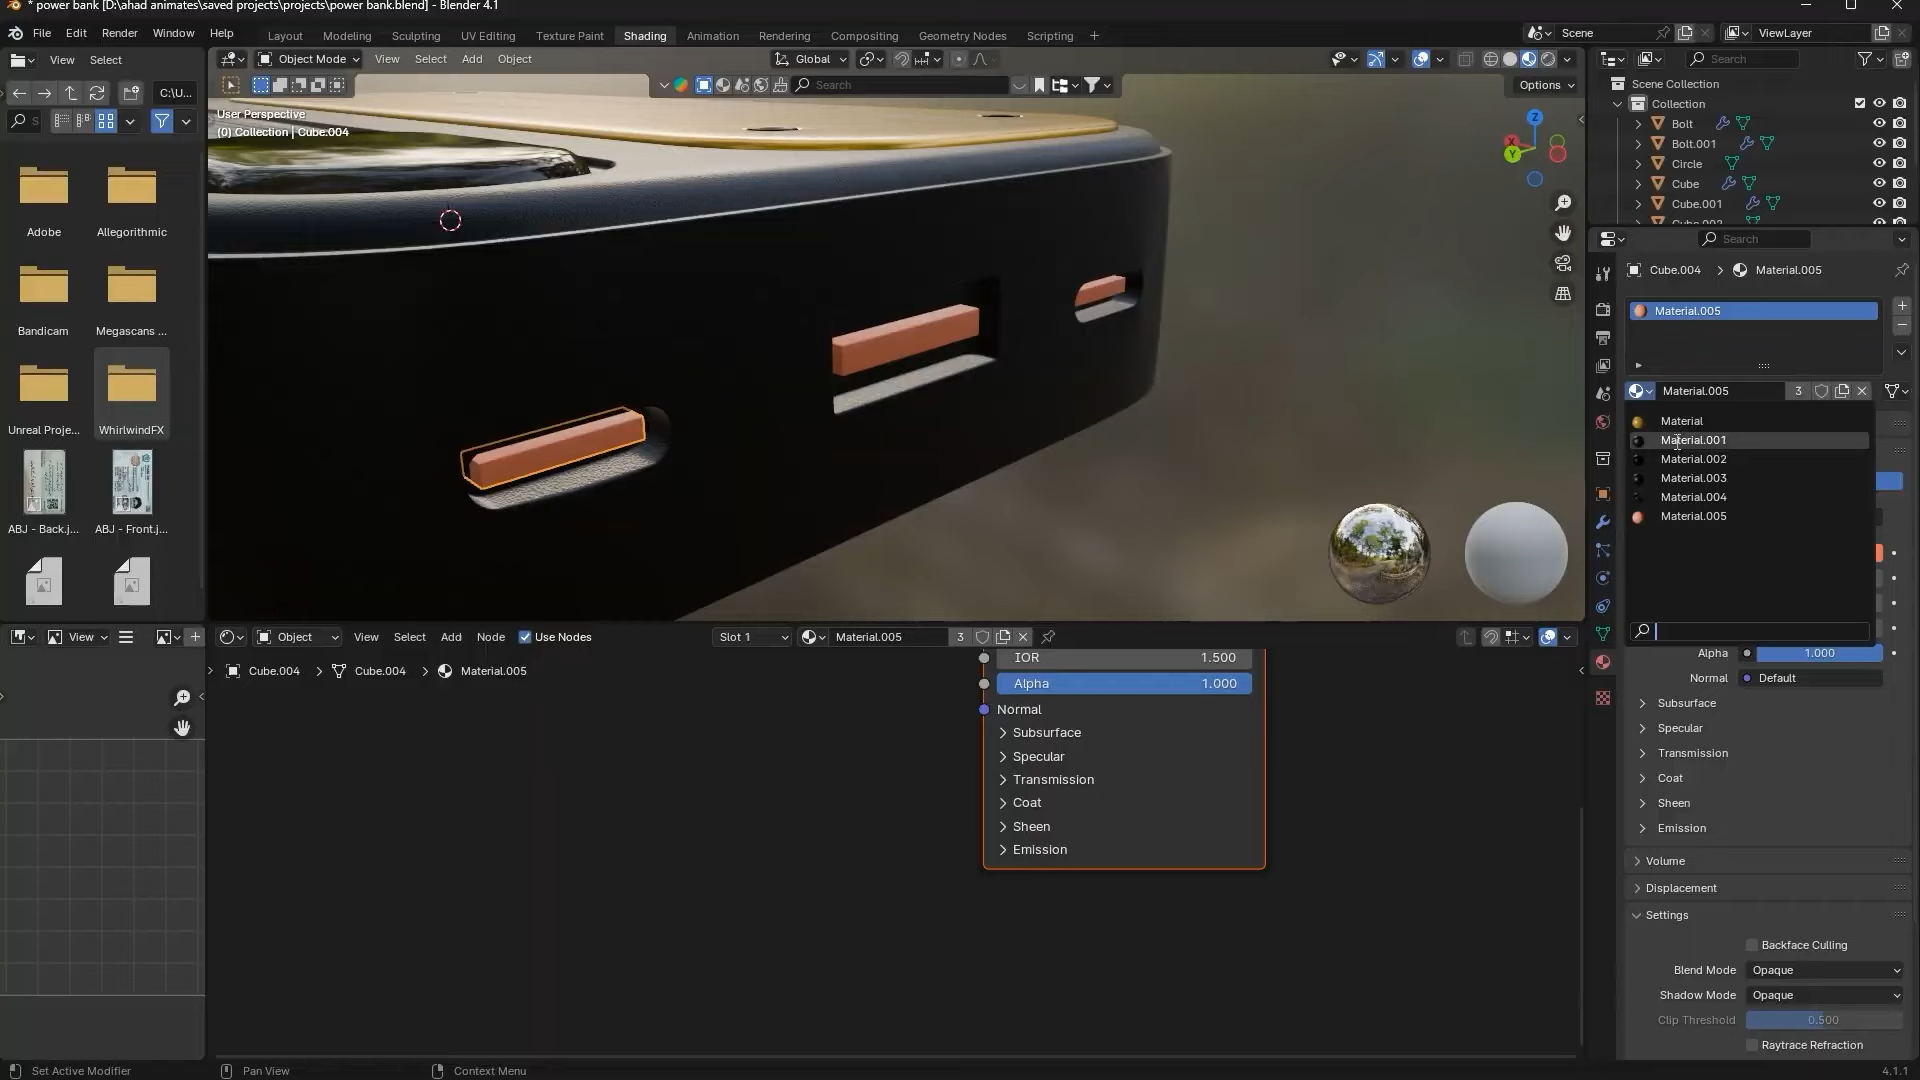 * power bank [D:\ahad animates\saved projects\projects\power bank.blend] - Blender 4.1
File Edit Render Window Help
Layout Modeling Sculpting UV Editing Texture Paint Shading Animation Rendering Compositing Geometry Nodes Scripting
Scene
ViewLayer
View Select
Object Mode View Select Add Object
Global
Search
C:\U...
Search
Options
S
User Perspective
(0) Collection | Cube.004
Scene Collection
Collection
Bolt
Bolt.001
Circle
Cube
Cube.001
Z
X
Y
Adobe
Allegorithmic
Bandicam
Megascans ...
Unreal Proje...
WhirlwindFX
ABJ - Back.j...
ABJ - Front.j...
Search
Cube.004 Material.005
Material.005
Material.005 3
Material
Material.001
Material.002
Material.003
Material.004
Material.005
Alpha 1.000
Normal Default
Subsurface
Specular
Transmission
Coat
Sheen
Emission
Volume
Displacement
Settings
Backface Culling
Blend Mode Opaque
Shadow Mode Opaque
Clip Threshold 0.500
Raytrace Refraction
View
Object View Select Add Node Use Nodes
Slot 1
Material.005 3
Cube.004 Cube.004 Material.005
IOR 1.500
Alpha 1.000
Normal
Subsurface
Specular
Transmission
Coat
Sheen
Emission
Set Active Modifier
Pan View
Context Menu
4.1.1